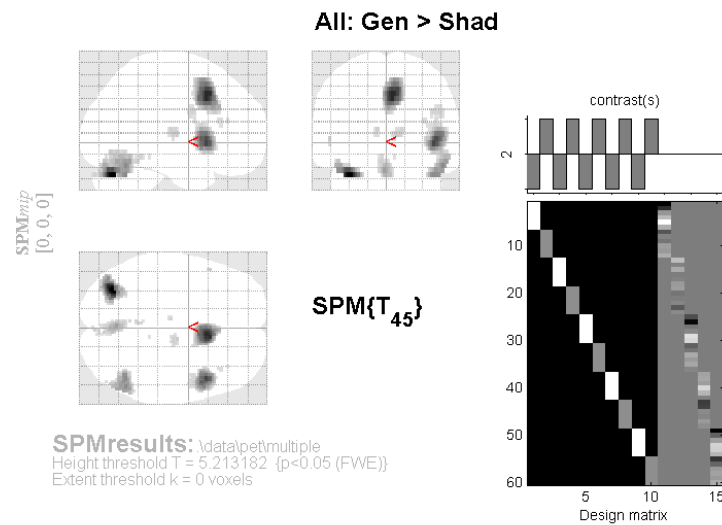 All: Gen > Shad
SPMmip
[0, 0, 0]
<
<
<
SPM{T45}
contrast(s)
2
10
20
30
40
50
60
5 10 15
Design matrix
SPMresults: .\data\pet\multiple
Height threshold T = 5.213182 {p<0.05 (FWE)}
Extent threshold k = 0 voxels